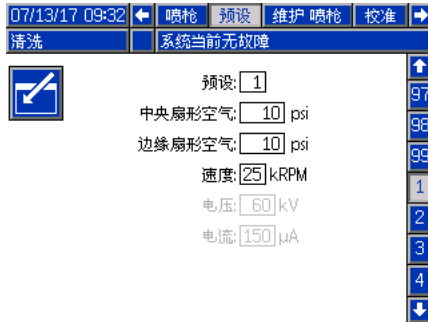 07/13/17 09:32 喷枪 预设 维护 喷枪 校准
清洗 系统当前无故障
预设: 1
中央扇形空气: 10 psi
边缘扇形空气: 10 psi
速度: 25 kRPM
电压: 60 kV
电流: 150 µA
97
98
99
1
2
3
4